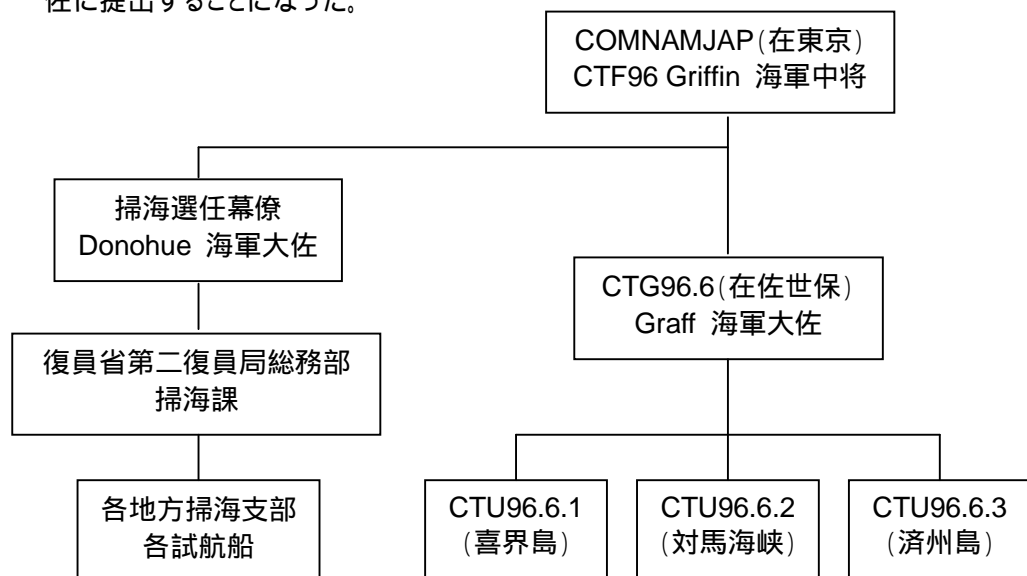 佐に提出することになった。
COMNAMJAP(在東京)
CTF96 Griffin 海軍中将
掃海選任幕僚
Donohue 海軍大佐
CTG96.6(在佐世保)
Graff 海軍大佐
復員省第二復員局総務部
掃海課
各地方掃海支部
各試航船
CTU96.6.1
(喜界島)
CTU96.6.2
(対馬海峡)
CTU96.6.3
(済州島)